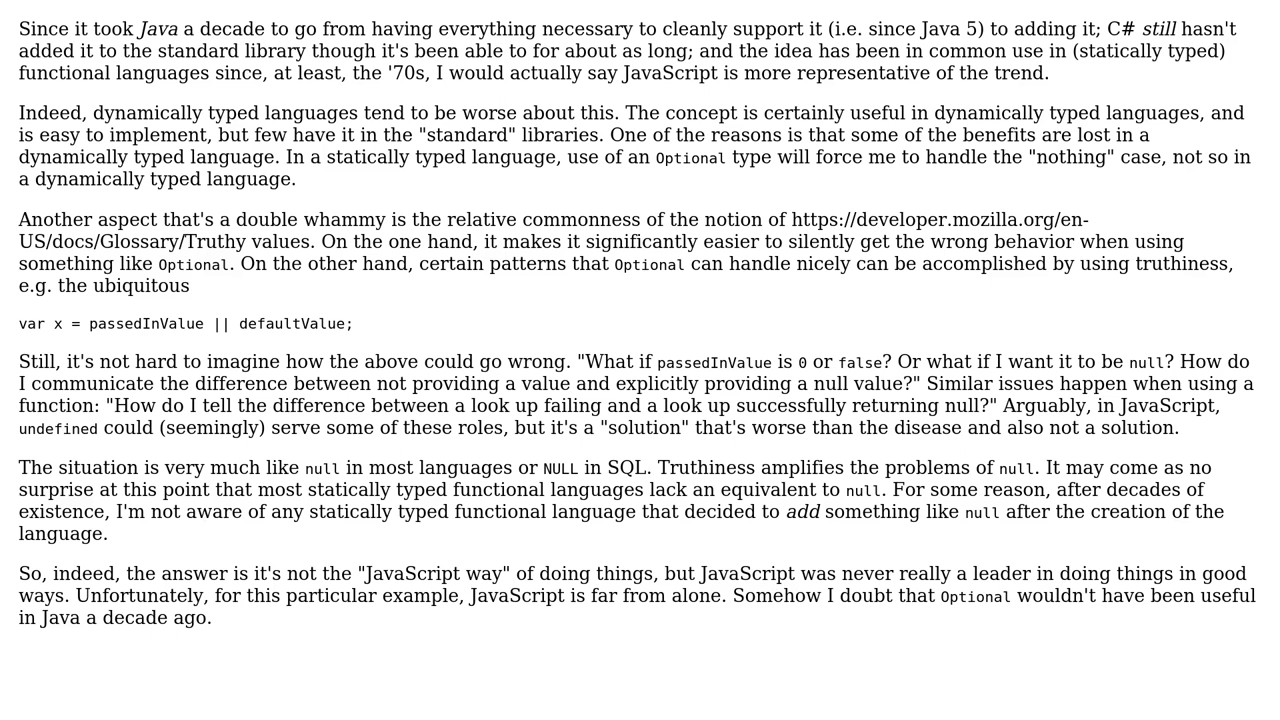 Since it took Java a decade to go from having everything necessary to cleanly support it (i.e. since Java 5) to adding it; C# still hasn't
added it to the standard library though it's been able to for about as long; and the idea has been in common use in (statically typed)
functional languages since, at least, the '70s, I would actually say JavaScript is more representative of the trend.
Indeed, dynamically typed languages tend to be worse about this. The concept is certainly useful in dynamically typed languages, and
is easy to implement, but few have it in the "standard" libraries. One of the reasons is that some of the benefits are lost in a
dynamically typed language. In a statically typed language, use of an Optional type will force me to handle the "nothing" case, not so in
a dynamically typed language.
Another aspect that's a double whammy is the relative commonness of the notion of https://developer.mozilla.org/en-
US/docs/Glossary/Truthy values. On the one hand, it makes it significantly easier to silently get the wrong behavior when using
something like Optional. On the other hand, certain patterns that Optional can handle nicely can be accomplished by using truthiness,
e.g. the ubiquitous
var x = passedInValue || defaultValue;
Still, it's not hard to imagine how the above could go wrong. "What if passedInValue is 0 or false? Or what if I want it to be null? How do
I communicate the difference between not providing a value and explicitly providing a null value?" Similar issues happen when using a
function: "How do I tell the difference between a look up failing and a look up successfully returning null?" Arguably, in JavaScript,
undefined could (seemingly) serve some of these roles, but it's a "solution" that's worse than the disease and also not a solution.
The situation is very much like null in most languages or NULL in SQL. Truthiness amplifies the problems of null. It may come as no
surprise at this point that most statically typed functional languages lack an equivalent to null. For some reason, after decades of
existence, I'm not aware of any statically typed functional language that decided to add something like null after the creation of the
language.
So, indeed, the answer is it's not the "JavaScript way" of doing things, but JavaScript was never really a leader in doing things in good
ways. Unfortunately, for this particular example, JavaScript is far from alone. Somehow I doubt that Optional wouldn't have been useful
in Java a decade ago.